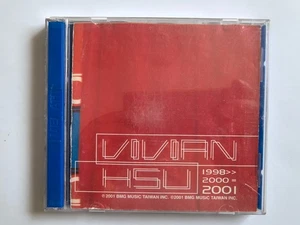 VIVIAN
HSU
1998>>
2000=
2001
℗2001 BMG MUSIC TAIWAN INC. ©2001 BMG MUSIC TAIWAN INC.